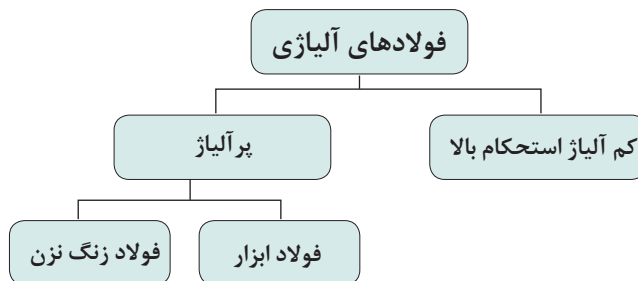 فولادهای آلیاژی
کم آلیاژ استحکام بالا
پرآلیاژ
فولاد ابزار
فولاد زنگ نزن